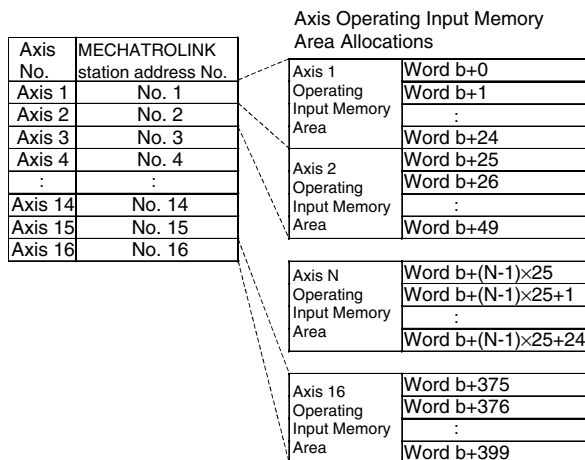 Axis Operating Input Memory
Area Allocations
Axis No. MECHATROLINK station address No.
Axis 1 No. 1
Axis 2 No. 2
Axis 3 No. 3
Axis 4 No. 4
: :
Axis 14 No. 14
Axis 15 No. 15
Axis 16 No. 16
Axis 1
Operating
Input Memory
Area
Word b+0
Word b+1
:
Word b+24
Axis 2
Operating
Input Memory
Area
Word b+25
Word b+26
:
Word b+49
Axis N
Operating
Input Memory
Area
Word b+(N-1)×25
Word b+(N-1)×25+1
:
Word b+(N-1)×25+24
Axis 16
Operating
Input Memory
Area
Word b+375
Word b+376
:
Word b+399